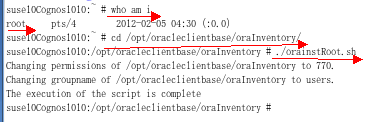 suse10Cognos1010:~ # who am i
root     pts/4        2012-02-05 04:30 (:0.0)
suse10Cognos1010:~ # cd /opt/oracleclientbase/oraInventory/
suse10Cognos1010:/opt/oracleclientbase/oraInventory # ./orainstRoot.sh
Changing permissions of /opt/oracleclientbase/oraInventory to 770.
Changing groupname of /opt/oracleclientbase/oraInventory to users.
The execution of the script is complete
suse10Cognos1010:/opt/oracleclientbase/oraInventory #